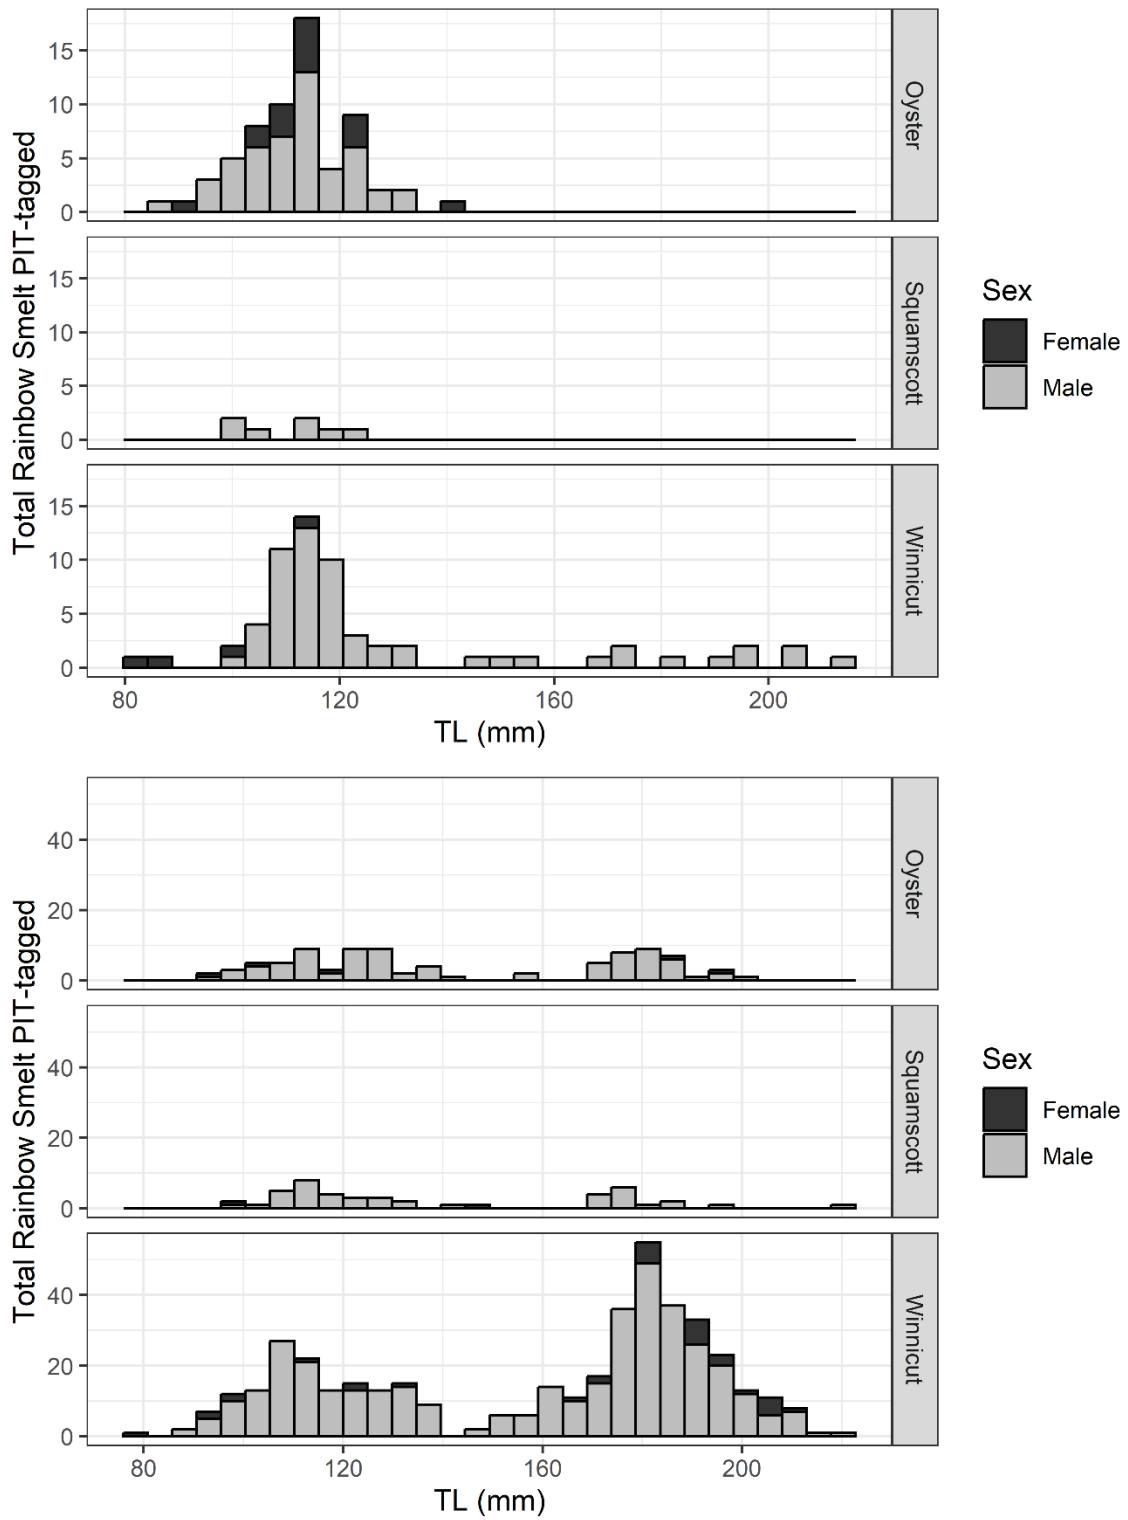 Total Rainbow Smelt PIT-tagged
15
10
5
0
Oyster
15
10
5
0
Squamscott
15
10
5
0
Winnicut
80 120 160 200
TL (mm)
Sex
Female
Male
Total Rainbow Smelt PIT-tagged
40
20
0
Oyster
40
20
0
Squamscott
40
20
0
Winnicut
80 120 160 200
TL (mm)
Sex
Female
Male